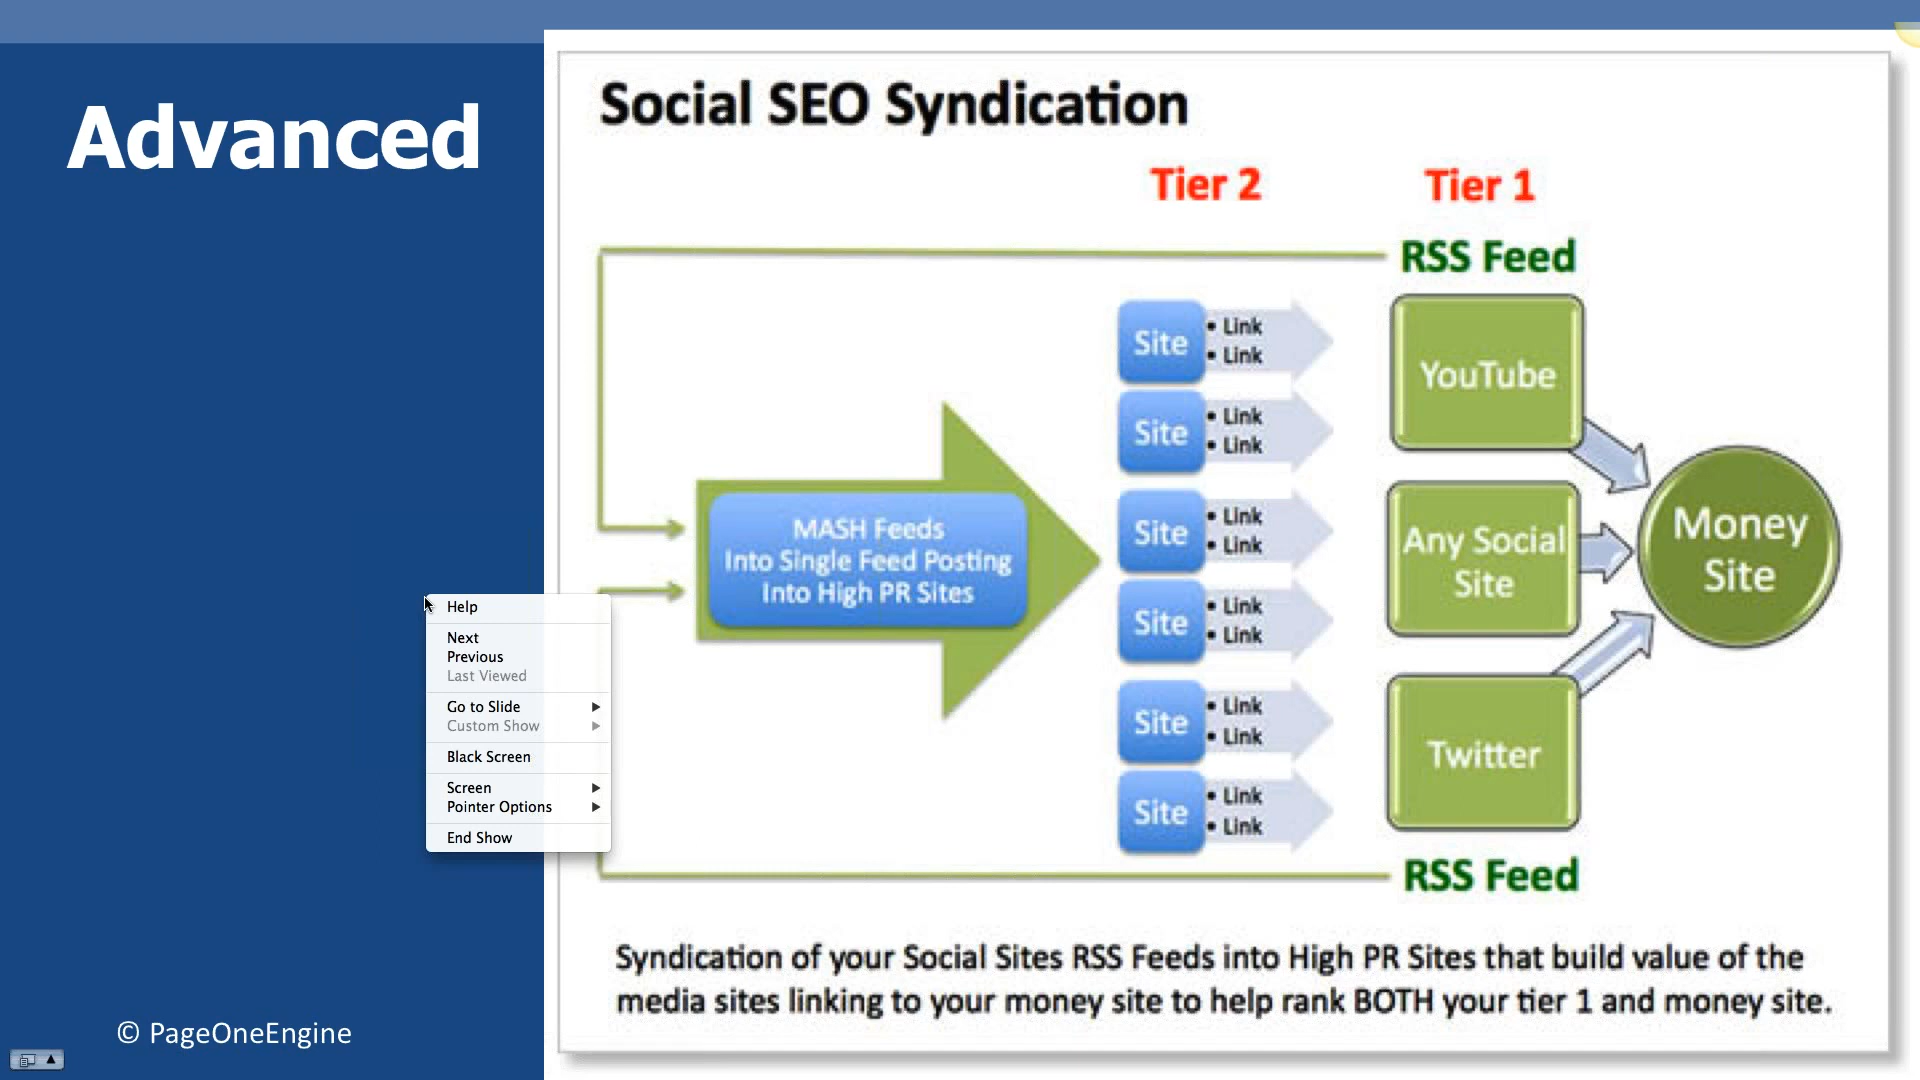 Advanced
Social SEO Syndication
Tier 2
Tier 1
RSS Feed
Site
• Link
• Link
Site
• Link
• Link
Site
• Link
• Link
Site
• Link
• Link
Site
• Link
• Link
Site
• Link
• Link
MASH Feeds
Into Single Feed Posting
Into High PR Sites
YouTube
Any Social
Site
Twitter
Money
Site
RSS Feed
Syndication of your Social Sites RSS Feeds into High PR Sites that build value of the
media sites linking to your money site to help rank BOTH your tier 1 and money site.
Help
Next
Previous
Last Viewed
Go to Slide
Custom Show
Black Screen
Screen
Pointer Options
End Show
© PageOneEngine